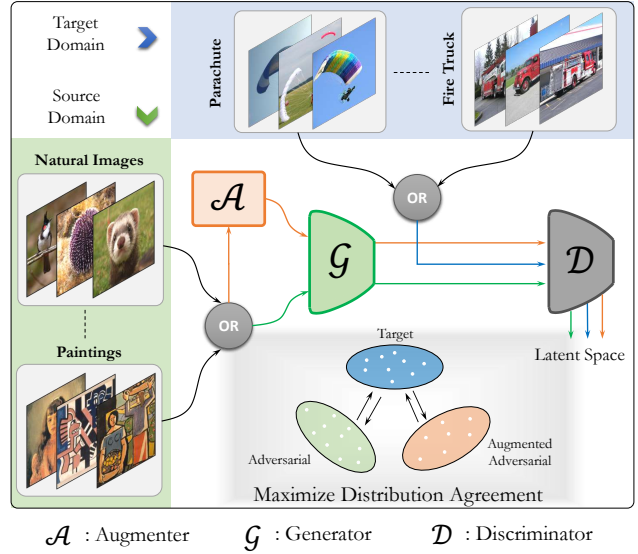 Target
Domain
Source
Domain
Parachute
Fire Truck
Natural Images
Paintings
𝒜
OR
OR
𝒢
𝒟
Latent Space
Target
Adversarial
Augmented
Adversarial
Maximize Distribution Agreement
𝒜 : Augmenter 𝒢 : Generator 𝒟 : Discriminator